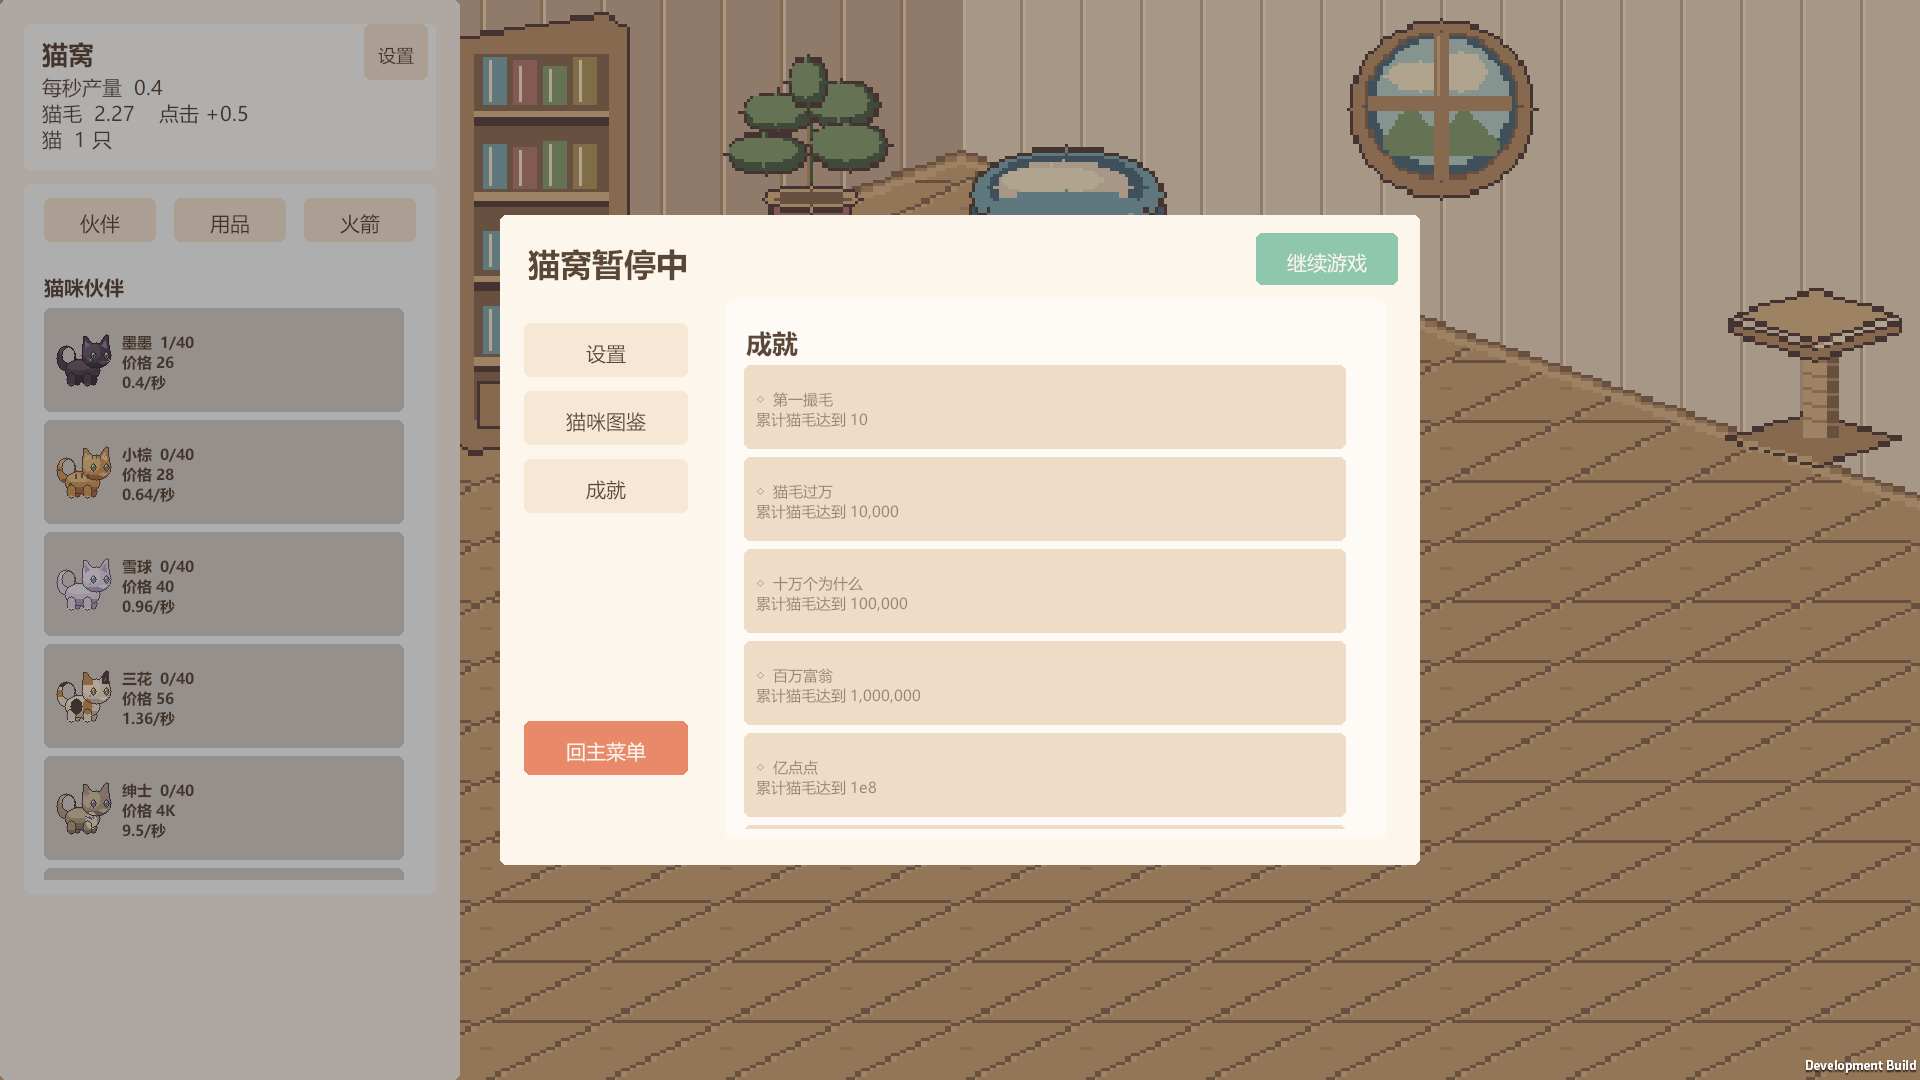 猫窝
设置
每秒产量 0.4
猫毛 2.27 点击 +0.5
猫 1 只
伙伴
用品
火箭
猫咪伙伴
墨墨 1/40
价格 26
0.4/秒
小棕 0/40
价格 28
0.64/秒
雪球 0/40
价格 40
0.96/秒
三花 0/40
价格 56
1.36/秒
绅士 0/40
价格 4K
9.5/秒
猫窝暂停中
继续游戏
设置
猫咪图鉴
成就
回主菜单
成就
◇ 第一撮毛
累计猫毛达到 10
◇ 猫毛过万
累计猫毛达到 10,000
◇ 十万个为什么
累计猫毛达到 100,000
◇ 百万富翁
累计猫毛达到 1,000,000
◇ 亿点点
累计猫毛达到 1e8
Development Build